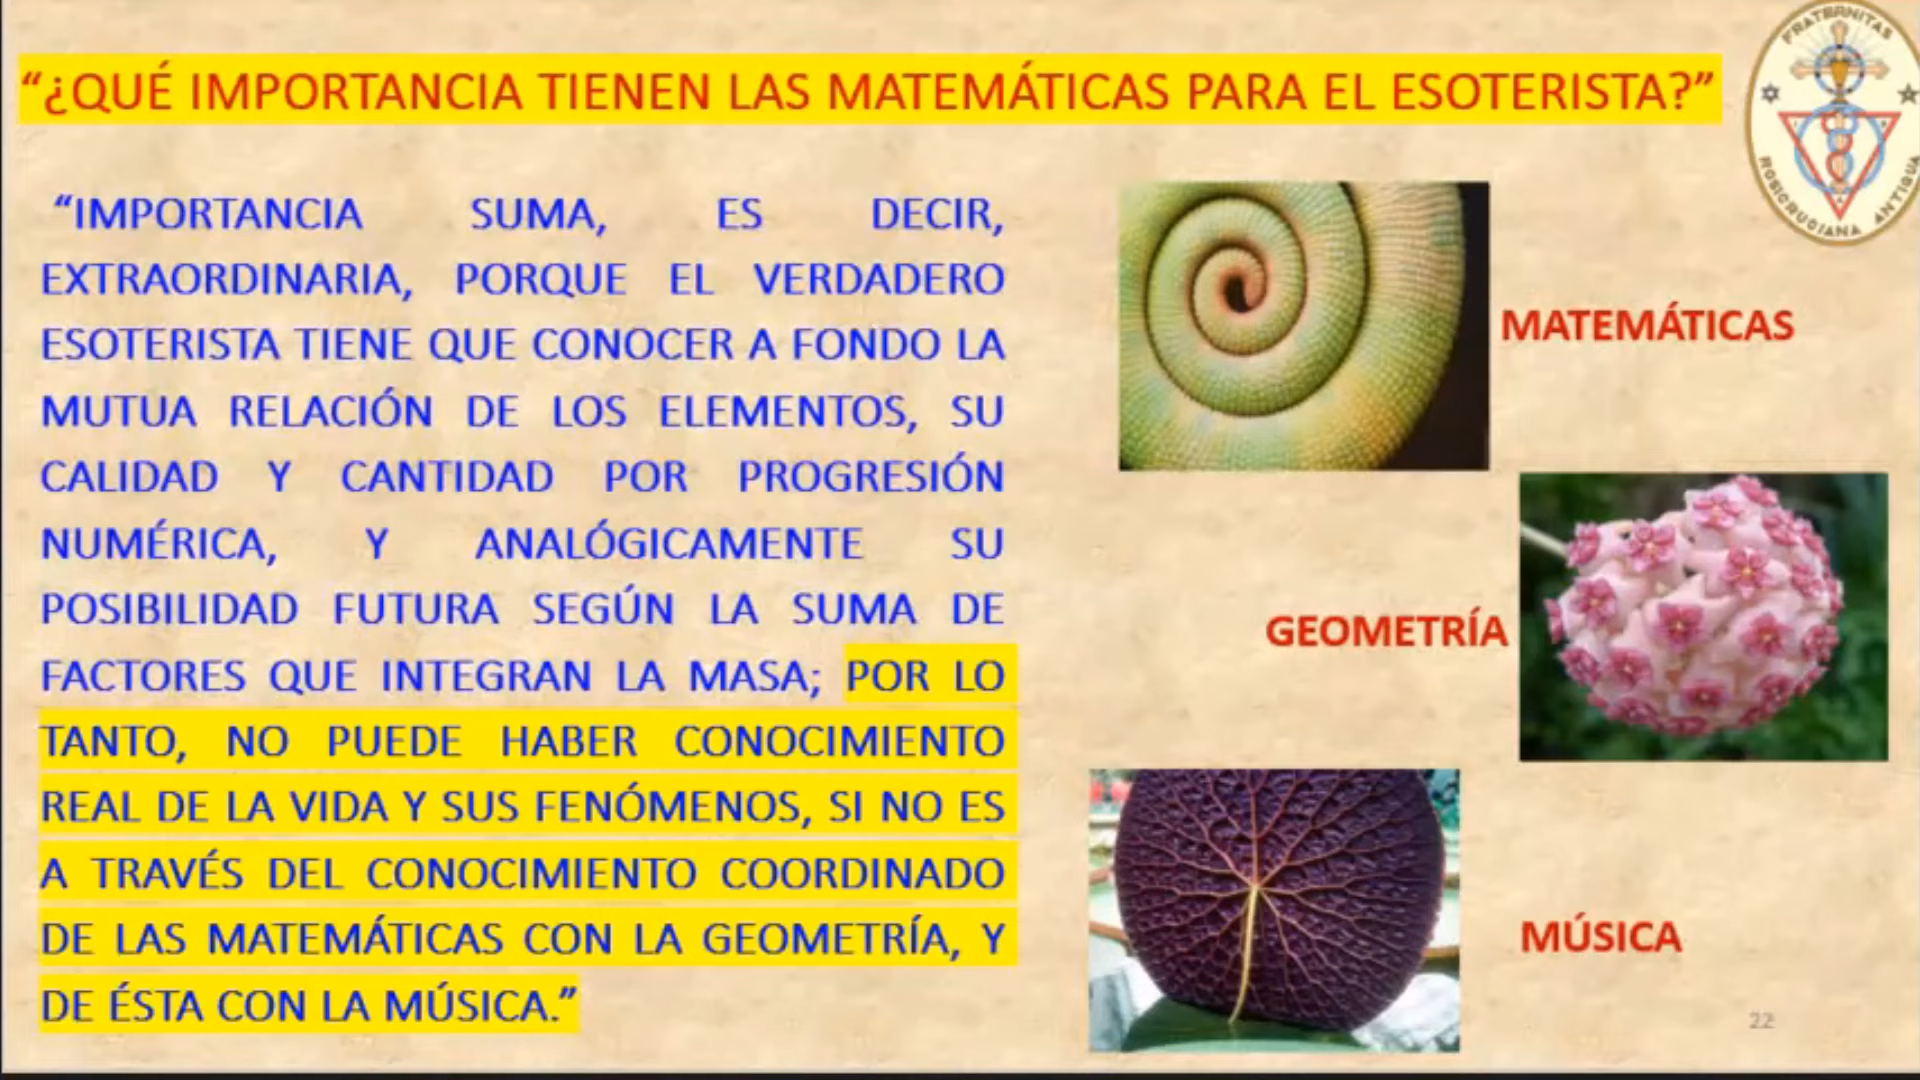 “¿QUÉ IMPORTANCIA TIENEN LAS MATEMÁTICAS PARA EL ESOTERISTA?”
FRATERNITAS
ROSICRUCIANA ANTIQUA
“IMPORTANCIA SUMA, ES DECIR,
EXTRAORDINARIA, PORQUE EL VERDADERO
ESOTERISTA TIENE QUE CONOCER A FONDO LA
MUTUA RELACIÓN DE LOS ELEMENTOS, SU
CALIDAD Y CANTIDAD POR PROGRESIÓN
NUMÉRICA, Y ANALÓGICAMENTE SU
POSIBILIDAD FUTURA SEGÚN LA SUMA DE
FACTORES QUE INTEGRAN LA MASA; POR LO
TANTO, NO PUEDE HABER CONOCIMIENTO
REAL DE LA VIDA Y SUS FENÓMENOS, SI NO ES
A TRAVÉS DEL CONOCIMIENTO COORDINADO
DE LAS MATEMÁTICAS CON LA GEOMETRÍA, Y
DE ÉSTA CON LA MÚSICA.”
MATEMÁTICAS
GEOMETRÍA
MÚSICA
22